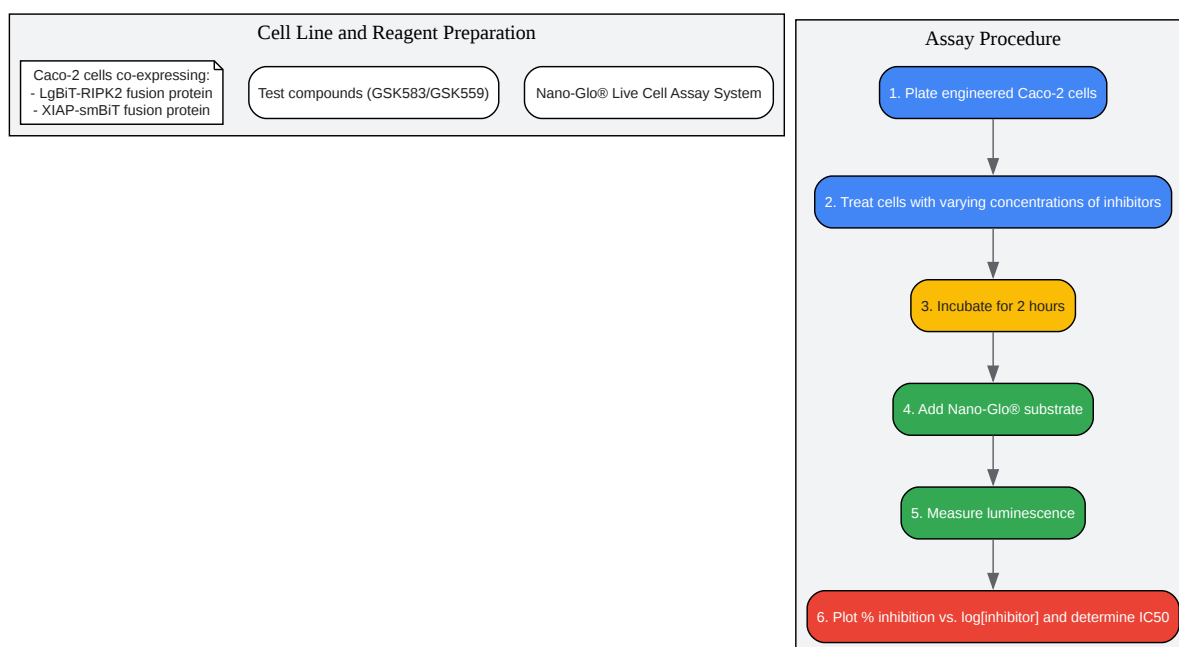 Cell Line and Reagent Preparation
Caco-2 cells co-expressing:
- LgBiT-RIPK2 fusion protein
- XIAP-smBiT fusion protein
Test compounds (GSK583/GSK559)
Nano-Glo® Live Cell Assay System
Assay Procedure
1. Plate engineered Caco-2 cells
2. Treat cells with varying concentrations of inhibitors
3. Incubate for 2 hours
4. Add Nano-Glo® substrate
5. Measure luminescence
6. Plot % inhibition vs. log[inhibitor] and determine IC50